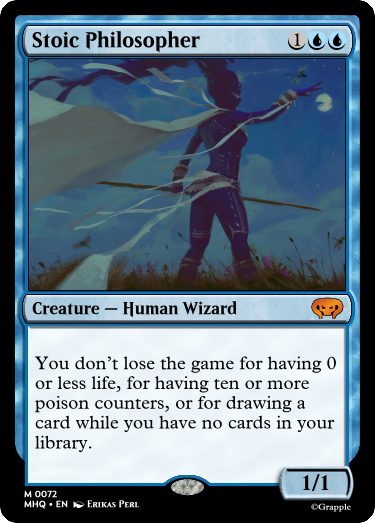 Stoic Philosopher 1
Creature — Human Wizard
You don't lose the game for having 0
or less life, for having ten or more
poison counters, or for drawing a
card while you have no cards in your
library.
1/1
M 0072
MHQ • EN Erikas Perl
©Grapple